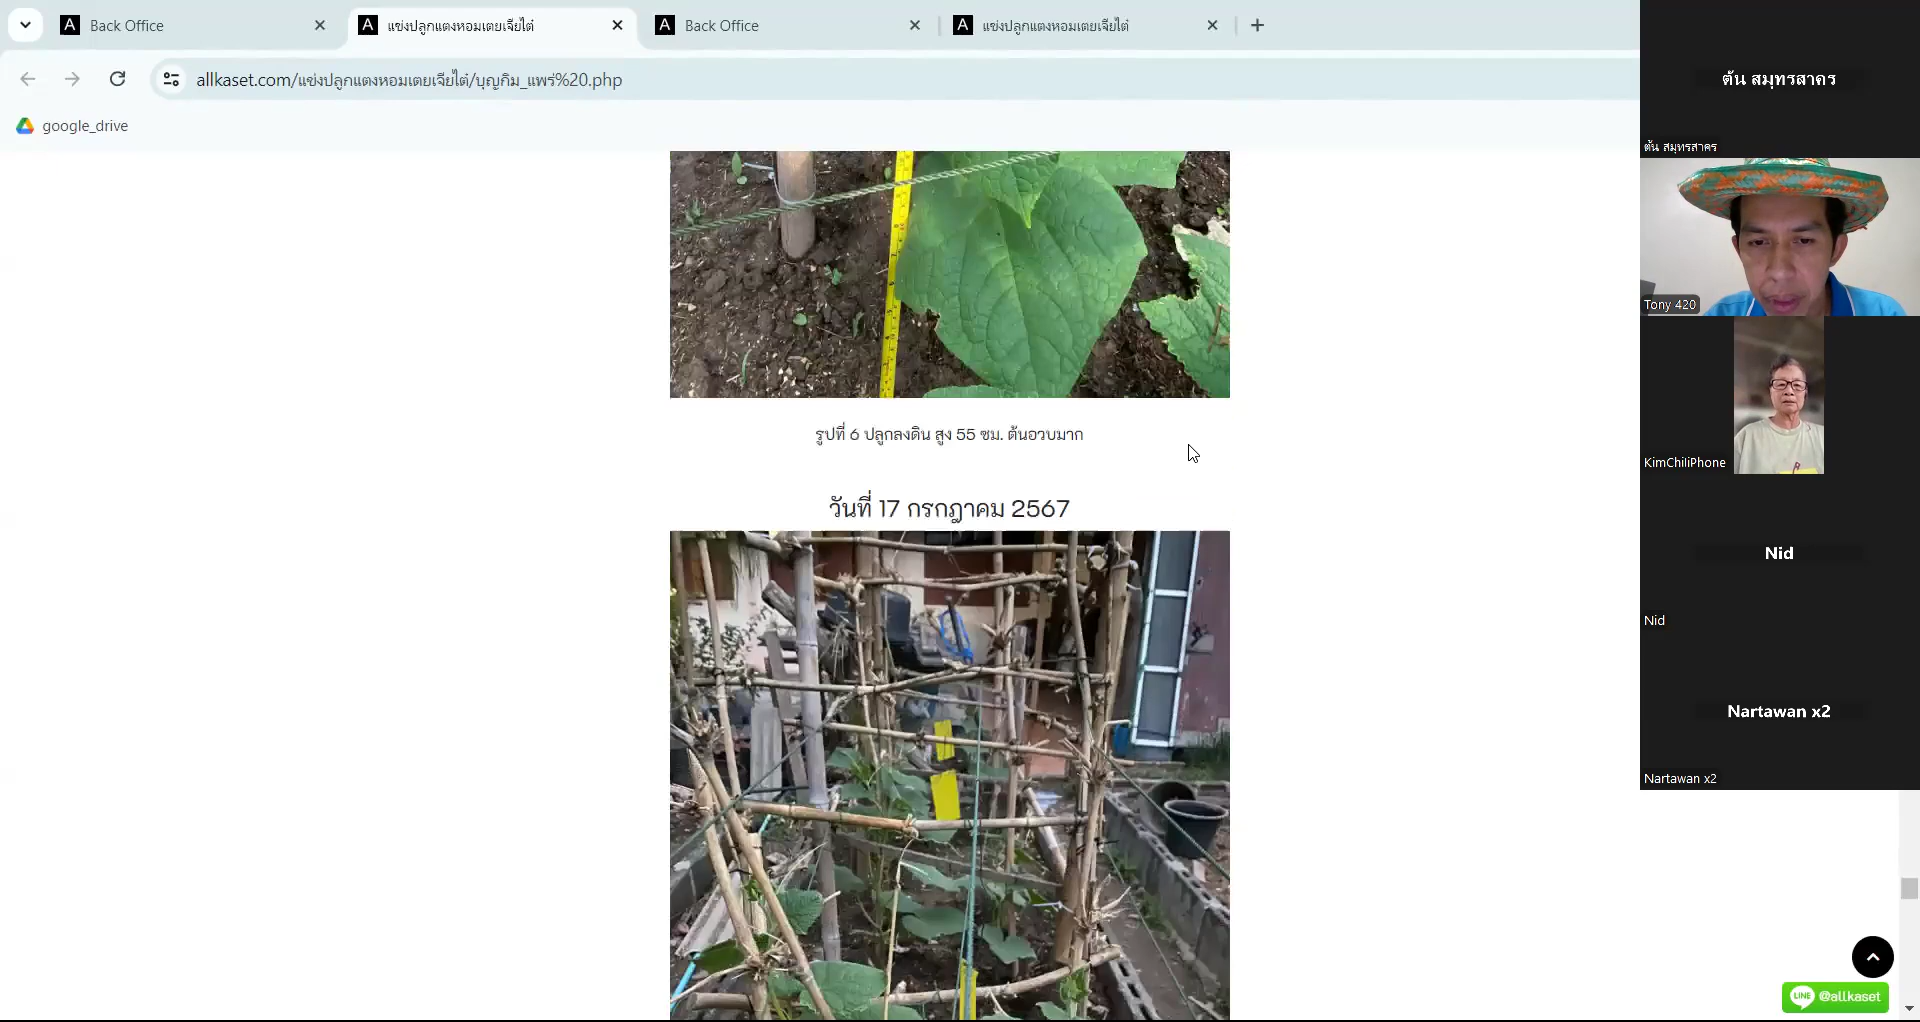 Back Office
แข่งปลูกแตงหอมเตยเจียไต๋
Back Office
แข่งปลูกแตงหอมเตยเจียไต๋
allkaset.com/แข่งปลูกแตงหอมเตยเจียไต๋/บุญกิม_แพร่%20.php
google_drive
รูปที่ 6 ปลูกลงดิน สูง 55 ซม. ต้นอวบมาก
วันที่ 17 กรกฎาคม 2567
ต้น สมุทรสาคร
ต้น สมุทรสาคร
Tony 420
KimChiliPhone
Nid
Nid
Nartawan x2
Nartawan x2
LINE @allkaset